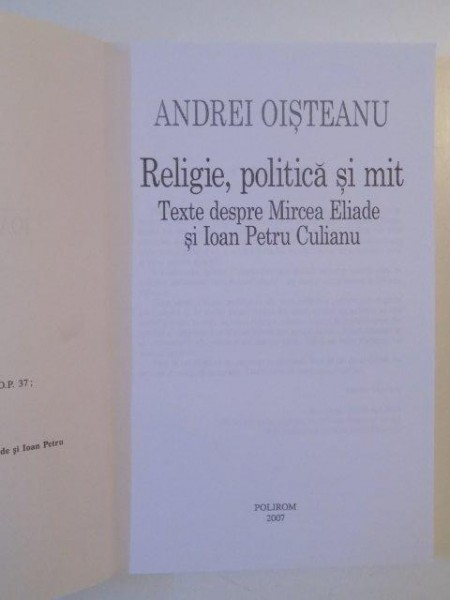 O.P. 37;
de și Ioan Petru
ANDREI OIȘTEANU
Religie, politică și mit
Texte despre Mircea Eliade
și Ioan Petru Culianu
POLIROM
2007